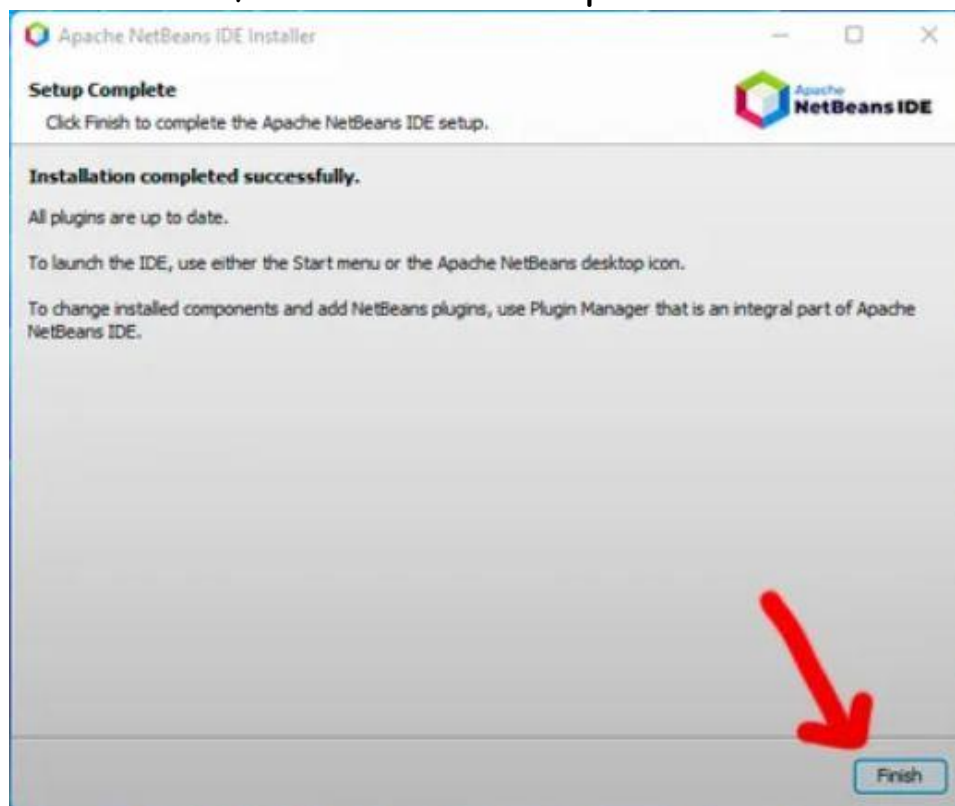 Apache NetBeans IDE Installer
Setup Complete
Click Finish to complete the Apache NetBeans IDE setup.
Apache
NetBeans IDE
Installation completed successfully.
All plugins are up to date.
To launch the IDE, use either the Start menu or the Apache NetBeans desktop icon.
To change installed components and add NetBeans plugins, use Plugin Manager that is an integral part of Apache
NetBeans IDE.
Finish